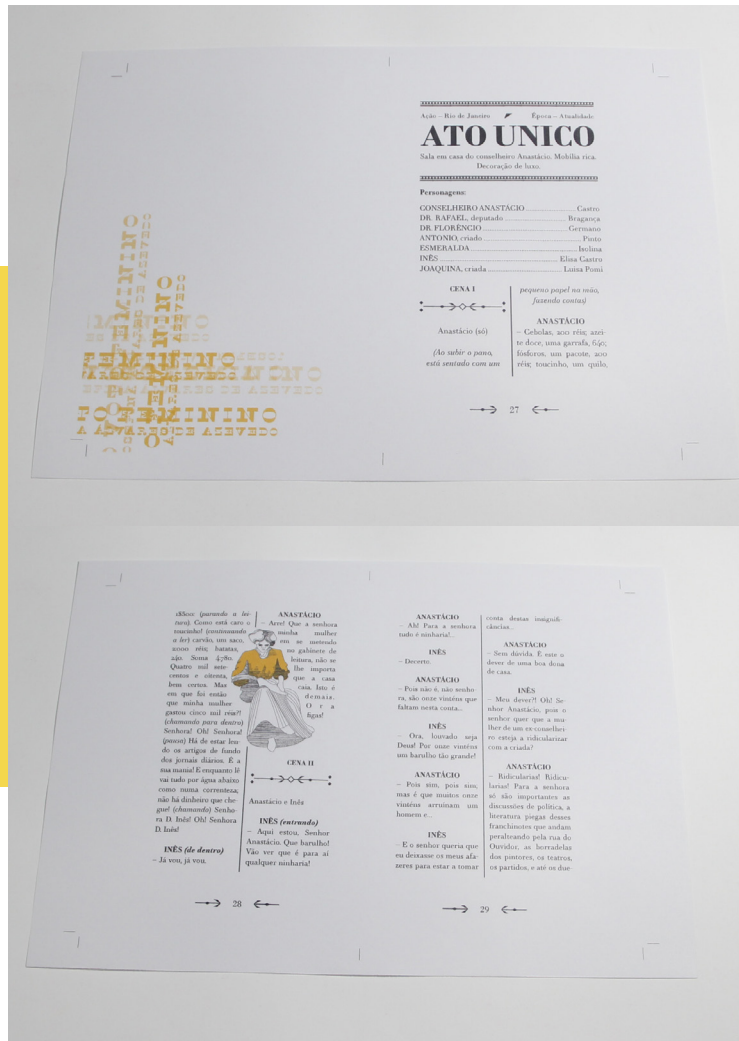 FO FEMININO
A ALVARES DE AZEVEDO
Ação – Rio de Janeiro
Época – Atualidade
ATO ÚNICO
Sala em casa do conselheiro Anastácio. Mobília rica.
Decoração de luxo.
Personagens:
CONSELHEIRO ANASTÁCIO Castro
DR. RAFAEL, deputado Bragança
DR. FLORÊNCIO Germano
ANTONIO, criado Pinto
ESMERALDA Isolina
INÊS Elisa Castro
JOAQUINA, criada Luisa Pomi
CENA I
Anastácio (só)
(Ao subir o pano,
está sentado com um
pequeno papel na mão,
fazendo contas)
ANASTÁCIO
– Cebolas, 200 réis; azei-
te doce, uma garrafa, 640;
fósforos, um pacote, 200
réis; toucinho, um quilo,
27
(parando a lei-
tura). Como está caro o
toucinho! (continuando
a ler) carvão, um saco,
2000 réis; batatas,
240. Soma 4780.
Quatro mil sete-
centos e oitenta,
bem certos. Mas
em que foi então
que minha mulher
gastou cinco mil réis?!
(chamando para dentro)
Senhora! Oh! Senhora!
(pausa) Há de estar len-
do os artigos de fundo
dos jornais diários. É a
sua mania! E enquanto lê
vai tudo por água abaixo
como numa correnteza,
não há dinheiro que che-
gue! (chamando) Senho-
ra D. Inês! Oh! Senhora
D. Inês!
INÊS (de dentro)
– Já vou, já vou.
ANASTÁCIO
– Arre! Que a senhora
minha mulher
em se metendo
no gabinete de
leitura, não se
lhe importa
que a casa
caia. Isto é
demais.
Ora
figas!
CENA II
Anastácio e Inês
INÊS (entrando)
– Aqui estou, Senhor
Anastácio. Que barulho!
Vão ver que é para aí
qualquer ninharia!
28
ANASTÁCIO
– Ah! Para a senhora
tudo é ninharia!..
INÊS
– Decerto.
ANASTÁCIO
– Pois não é, não senho-
ra, são onze vinténs que
faltam nesta conta...
INÊS
– Ora, louvado seja
Deus! Por onze vinténs
um barulho tão grande!
ANASTÁCIO
– Pois sim, pois sim;
mas é que muitos onze
vinténs arruinam um
homem e...
INÊS
– E o senhor queria que
eu deixasse os meus afa-
zeres para estar a tomar
conta destas insignifi-
câncias...
ANASTÁCIO
– Sem dúvida. É este o
dever de uma boa dona
de casa.
INÊS
– Meu dever?! Oh! Se-
nhor Anastácio, pois o
senhor quer que a mu-
lher de um ex-conselhei-
ro esteja a ridicularizar
com a criada?
ANASTÁCIO
– Ridicularias! Ridicu-
larias! Para a senhora
só são importantes as
discussões de política, a
literatura piegas desses
franchinotes que andam
peralteando pela rua do
Ouvidor, as borradelas
dos pintores, os teatros,
os partidos, e até os due-
29